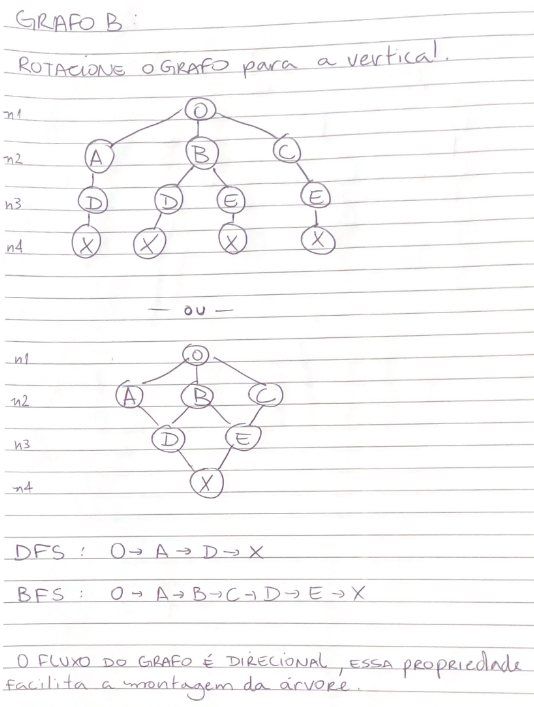 GRAFO B:
ROTACIONE O GRAFO para a vertical.
n1 O
n2 A B C
n3 D D E E
n4 X X X X
— ou —
n1 O
n2 A B C
n3 D E
n4 X
DFS: O → A → D → X
BFS: O → A → B → C → D → E → X
O FLUXO DO GRAFO É DIRECIONAL, ESSA PROPRIEDADE
facilita a montagem da árvore.